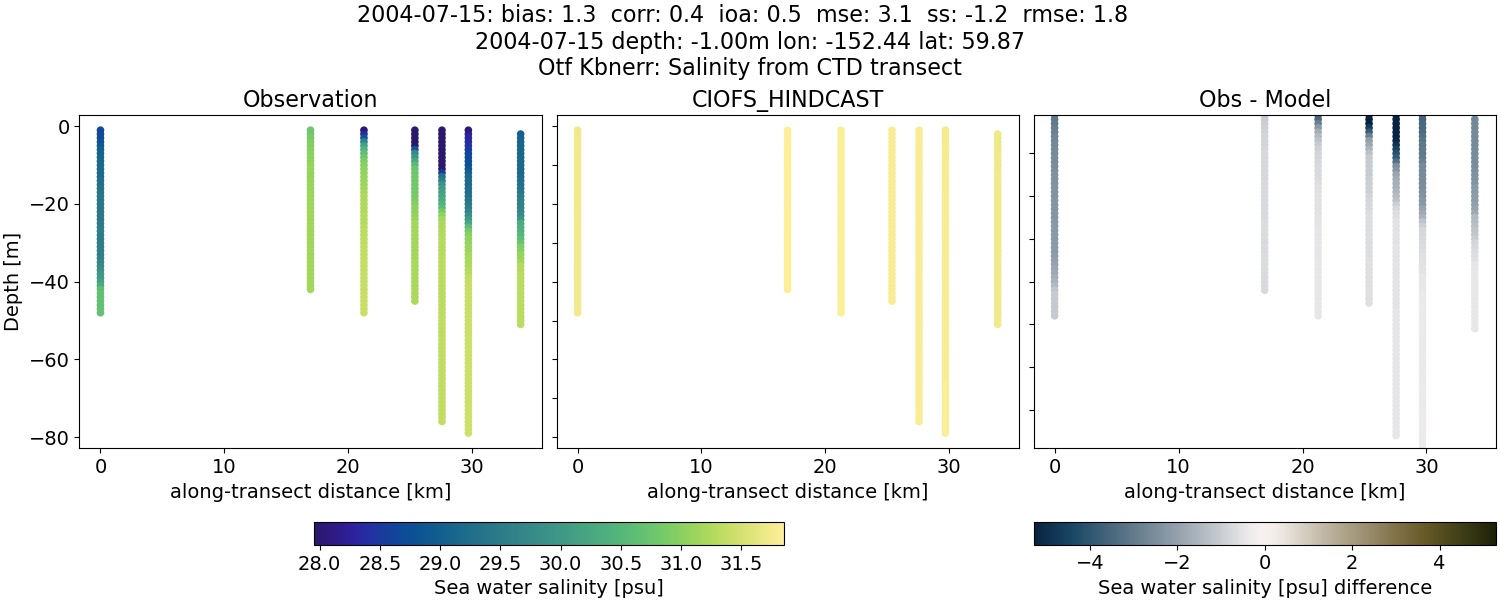 2004-07-15: bias: 1.3  corr: 0.4  ioa: 0.5  mse: 3.1  ss: -1.2  rmse: 1.8
2004-07-15 depth: -1.00m lon: -152.44 lat: 59.87
Otf Kbnerr: Salinity from CTD transect
Observation
CIOFS_HINDCAST
Obs - Model
Depth [m]
0
−20
−40
−60
−80
0 10 20 30
along-transect distance [km]
0 10 20 30
along-transect distance [km]
0 10 20 30
along-transect distance [km]
28.0 28.5 29.0 29.5 30.0 30.5 31.0 31.5
Sea water salinity [psu]
−4 −2 0 2 4
Sea water salinity [psu] difference